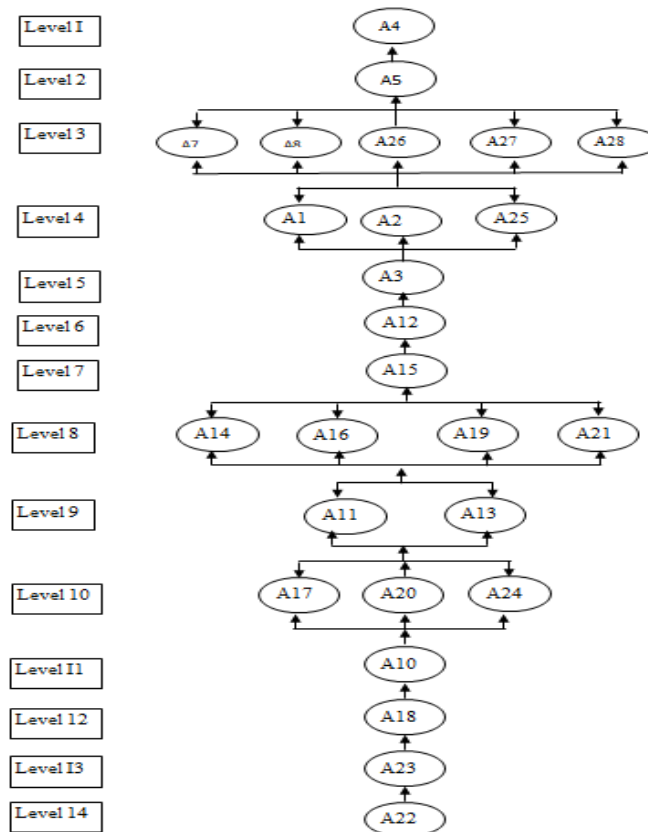 Level I A4
Level 2 A5
Level 3 A7 A8 A26 A27 A28
Level 4 A1 A2 A25
Level 5 A3
Level 6 A12
Level 7 A15
Level 8 A14 A16 A19 A21
Level 9 A11 A13
Level 10 A17 A20 A24
Level I1 A10
Level 12 A18
Level I3 A23
Level 14 A22